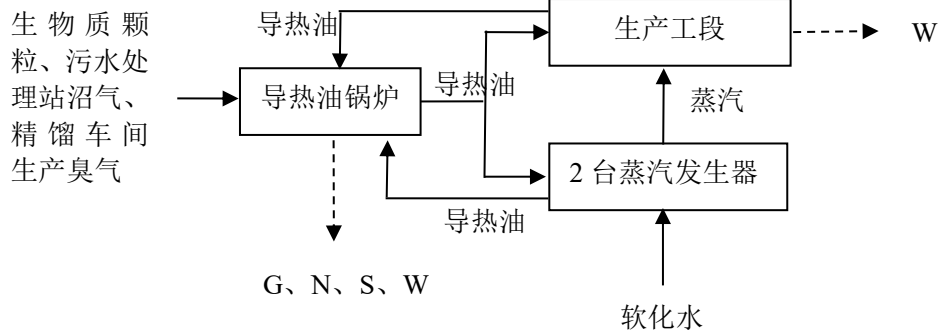 生物质颗
粒、污水处
理站沼气、
精馏车间
生产臭气
导热油
导热油锅炉
导热油
生产工段
W
蒸汽
2 台蒸汽发生器
导热油
G、N、S、W
软化水